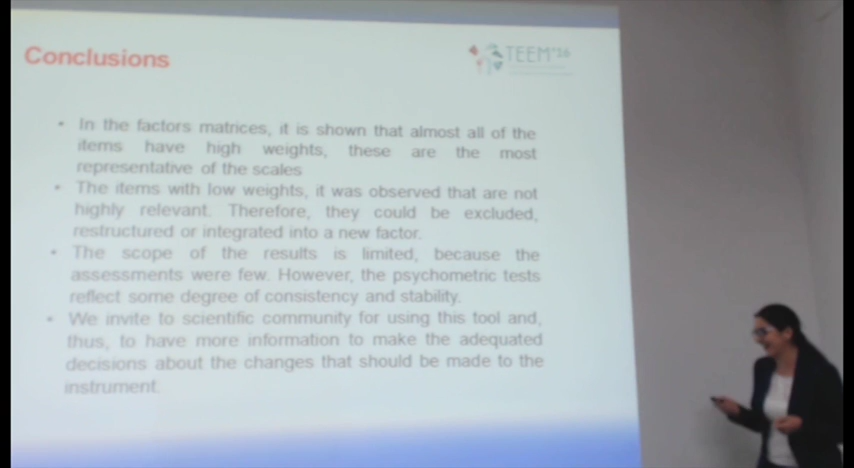 Conclusions
TEEM'16
• In the factors matrices, it is shown that almost all of the
items have high weights, these are the most
representative of the scales
• The items with low weights, it was observed that are not
highly relevant. Therefore, they could be excluded,
restructured or integrated into a new factor.
• The scope of the results is limited, because the
assessments were few. However, the psychometric tests
reflect some degree of consistency and stability.
• We invite to scientific community for using this tool and,
thus, to have more information to make the adequated
decisions about the changes that should be made to the
instrument.